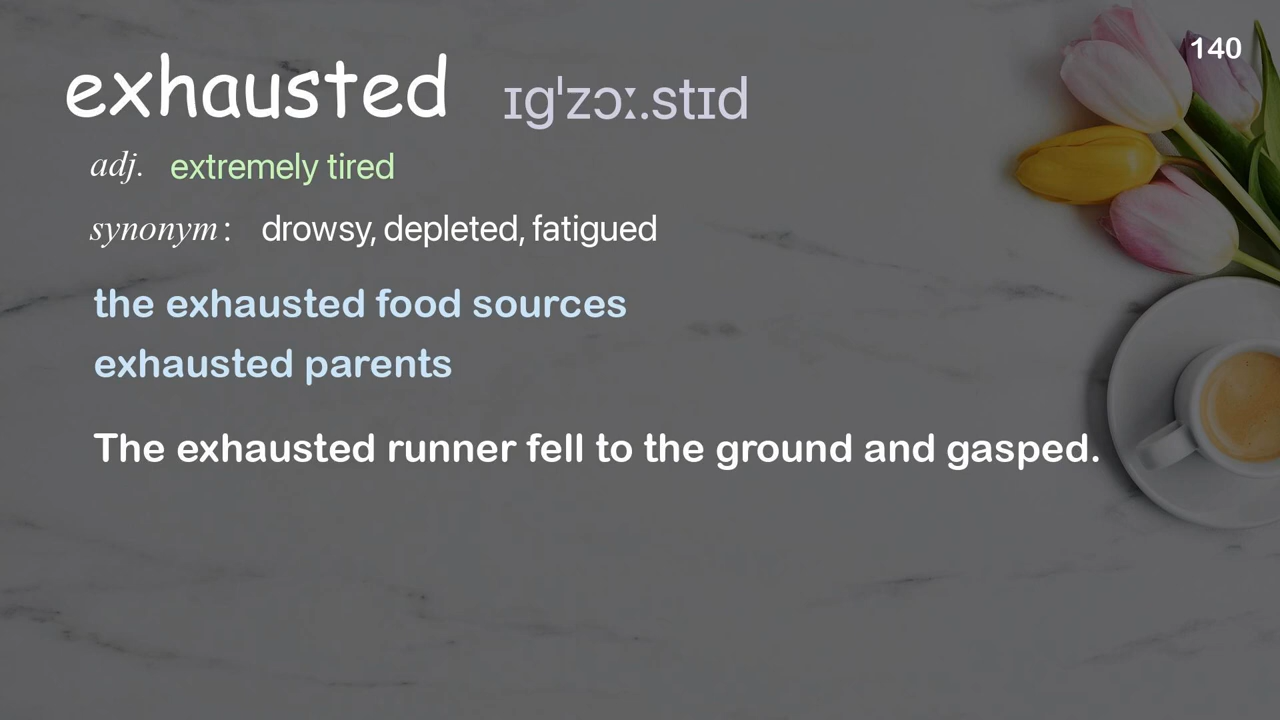 140
exhausted ɪɡˈzɔː.stɪd
adj. extremely tired
synonym: drowsy, depleted, fatigued
the exhausted food sources
exhausted parents
The exhausted runner fell to the ground and gasped.